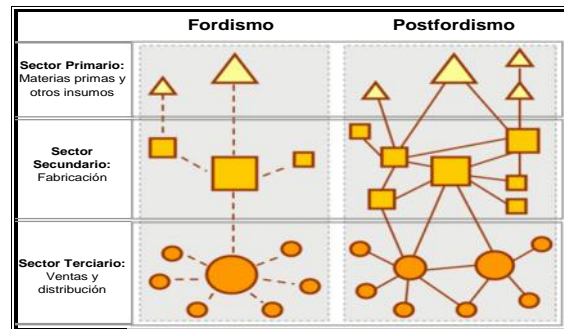 Fordismo
Postfordismo
Sector Primario:
Materias primas y
otros insumos
Sector
Secundario:
Fabricación
Sector Terciario:
Ventas y
distribución